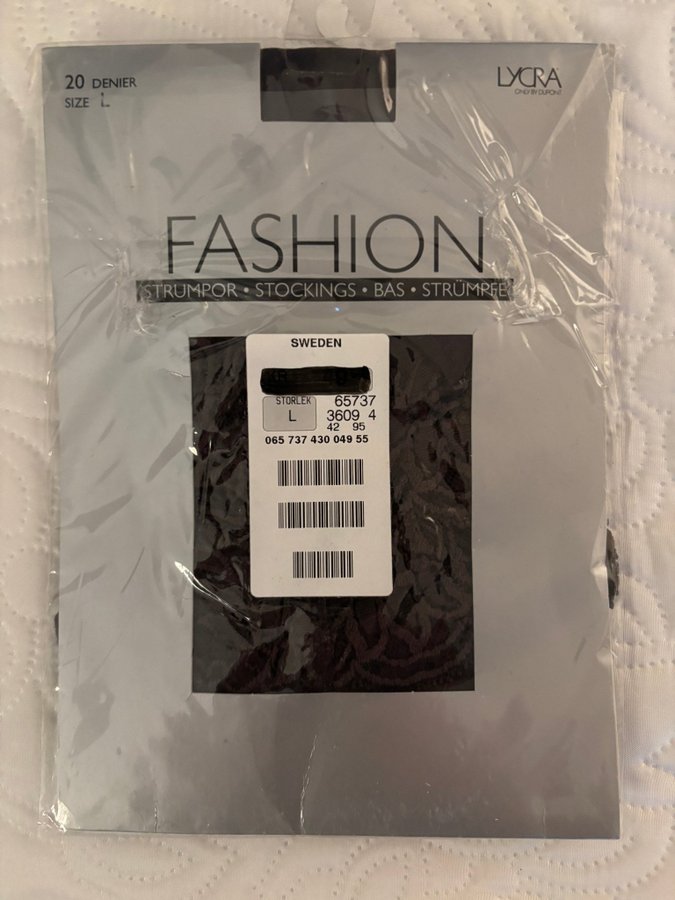 20 DENIER
SIZE L
LYCRA
ONLY BY DUPONT
FASHION
STRUMPOR • STOCKINGS • BAS • STRÜMPFE
SWEDEN
STORLEK
L
65737
3609 4
42 95
065 737 430 049 55